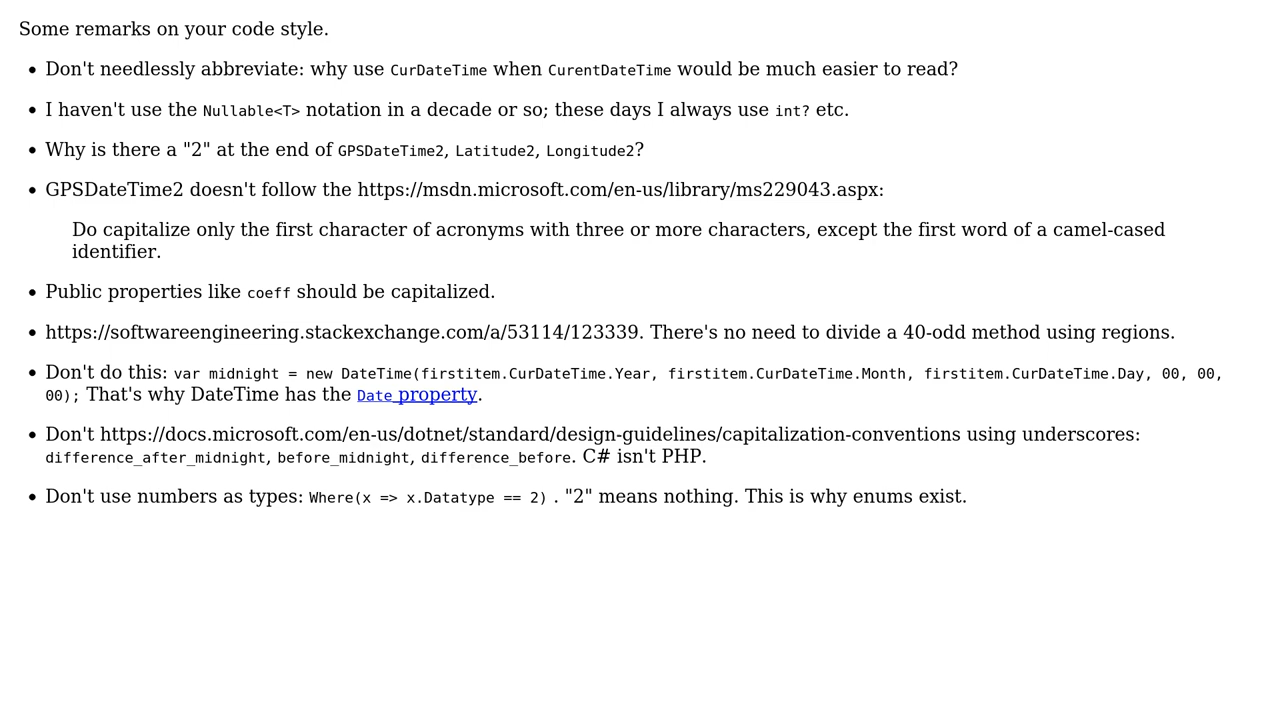 Some remarks on your code style.
• Don't needlessly abbreviate: why use CurDateTime when CurentDateTime would be much easier to read?
• I haven't use the Nullable<T> notation in a decade or so; these days I always use int? etc.
• Why is there a "2" at the end of GPSDateTime2, Latitude2, Longitude2?
• GPSDateTime2 doesn't follow the https://msdn.microsoft.com/en-us/library/ms229043.aspx:
Do capitalize only the first character of acronyms with three or more characters, except the first word of a camel-cased
identifier.
• Public properties like coeff should be capitalized.
• https://softwareengineering.stackexchange.com/a/53114/123339. There's no need to divide a 40-odd method using regions.
• Don't do this: var midnight = new DateTime(firstitem.CurDateTime.Year, firstitem.CurDateTime.Month, firstitem.CurDateTime.Day, 00, 00,
00); That's why DateTime has the Date property.
• Don't https://docs.microsoft.com/en-us/dotnet/standard/design-guidelines/capitalization-conventions using underscores:
difference_after_midnight, before_midnight, difference_before. C# isn't PHP.
• Don't use numbers as types: Where(x => x.Datatype == 2) . "2" means nothing. This is why enums exist.